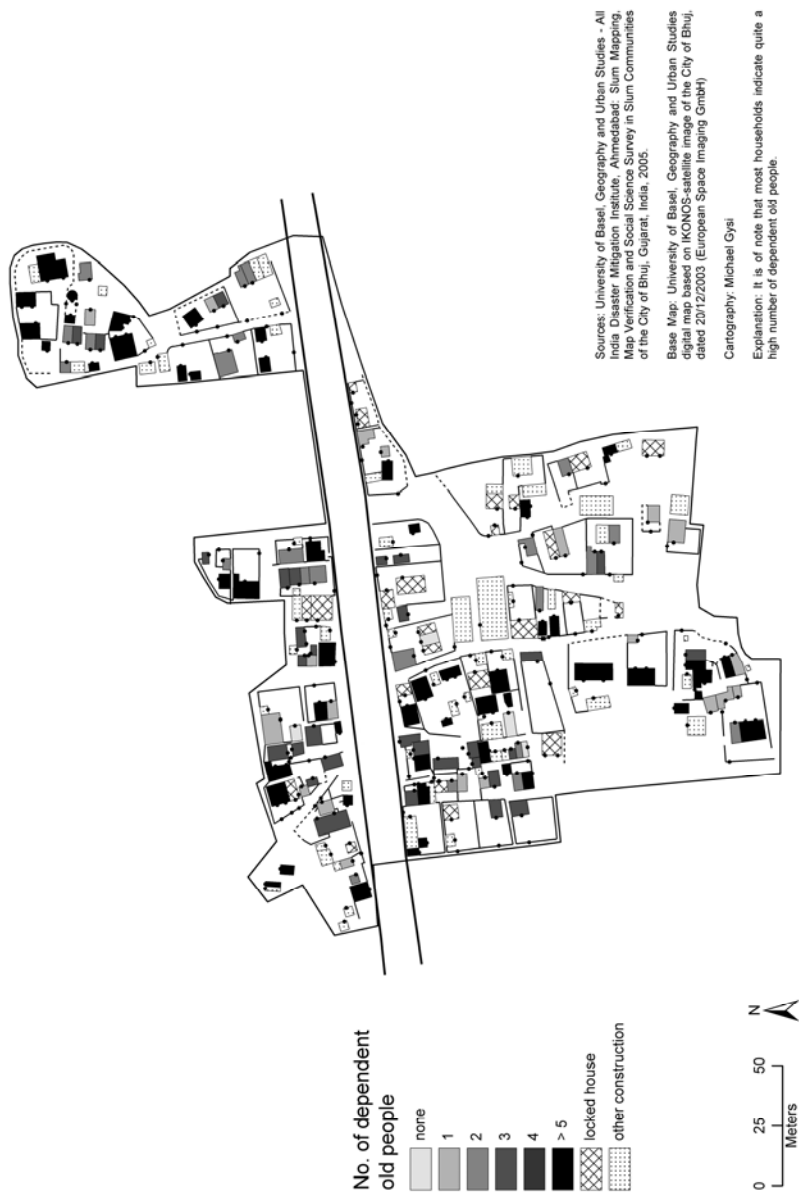 No. of dependent
old people
none
1
2
3
4
> 5
locked house
other construction
N
0 25 50
Meters
Sources: University of Basel, Geography and Urban Studies - All
India Disaster Mitigation Institute, Ahmedabad: Slum Mapping,
Map Verification and Social Science Survey in Slum Communities
of the City of Bhuj, Gujarat, India, 2005.
Base Map: University of Basel, Geography and Urban Studies
digital map based on IKONOS-satellite image of the City of Bhuj,
dated 20/12/2003 (European Space Imaging GmbH)
Cartography: Michael Gysi
Explanation: It is of note that most households indicate quite a
high number of dependent old people.